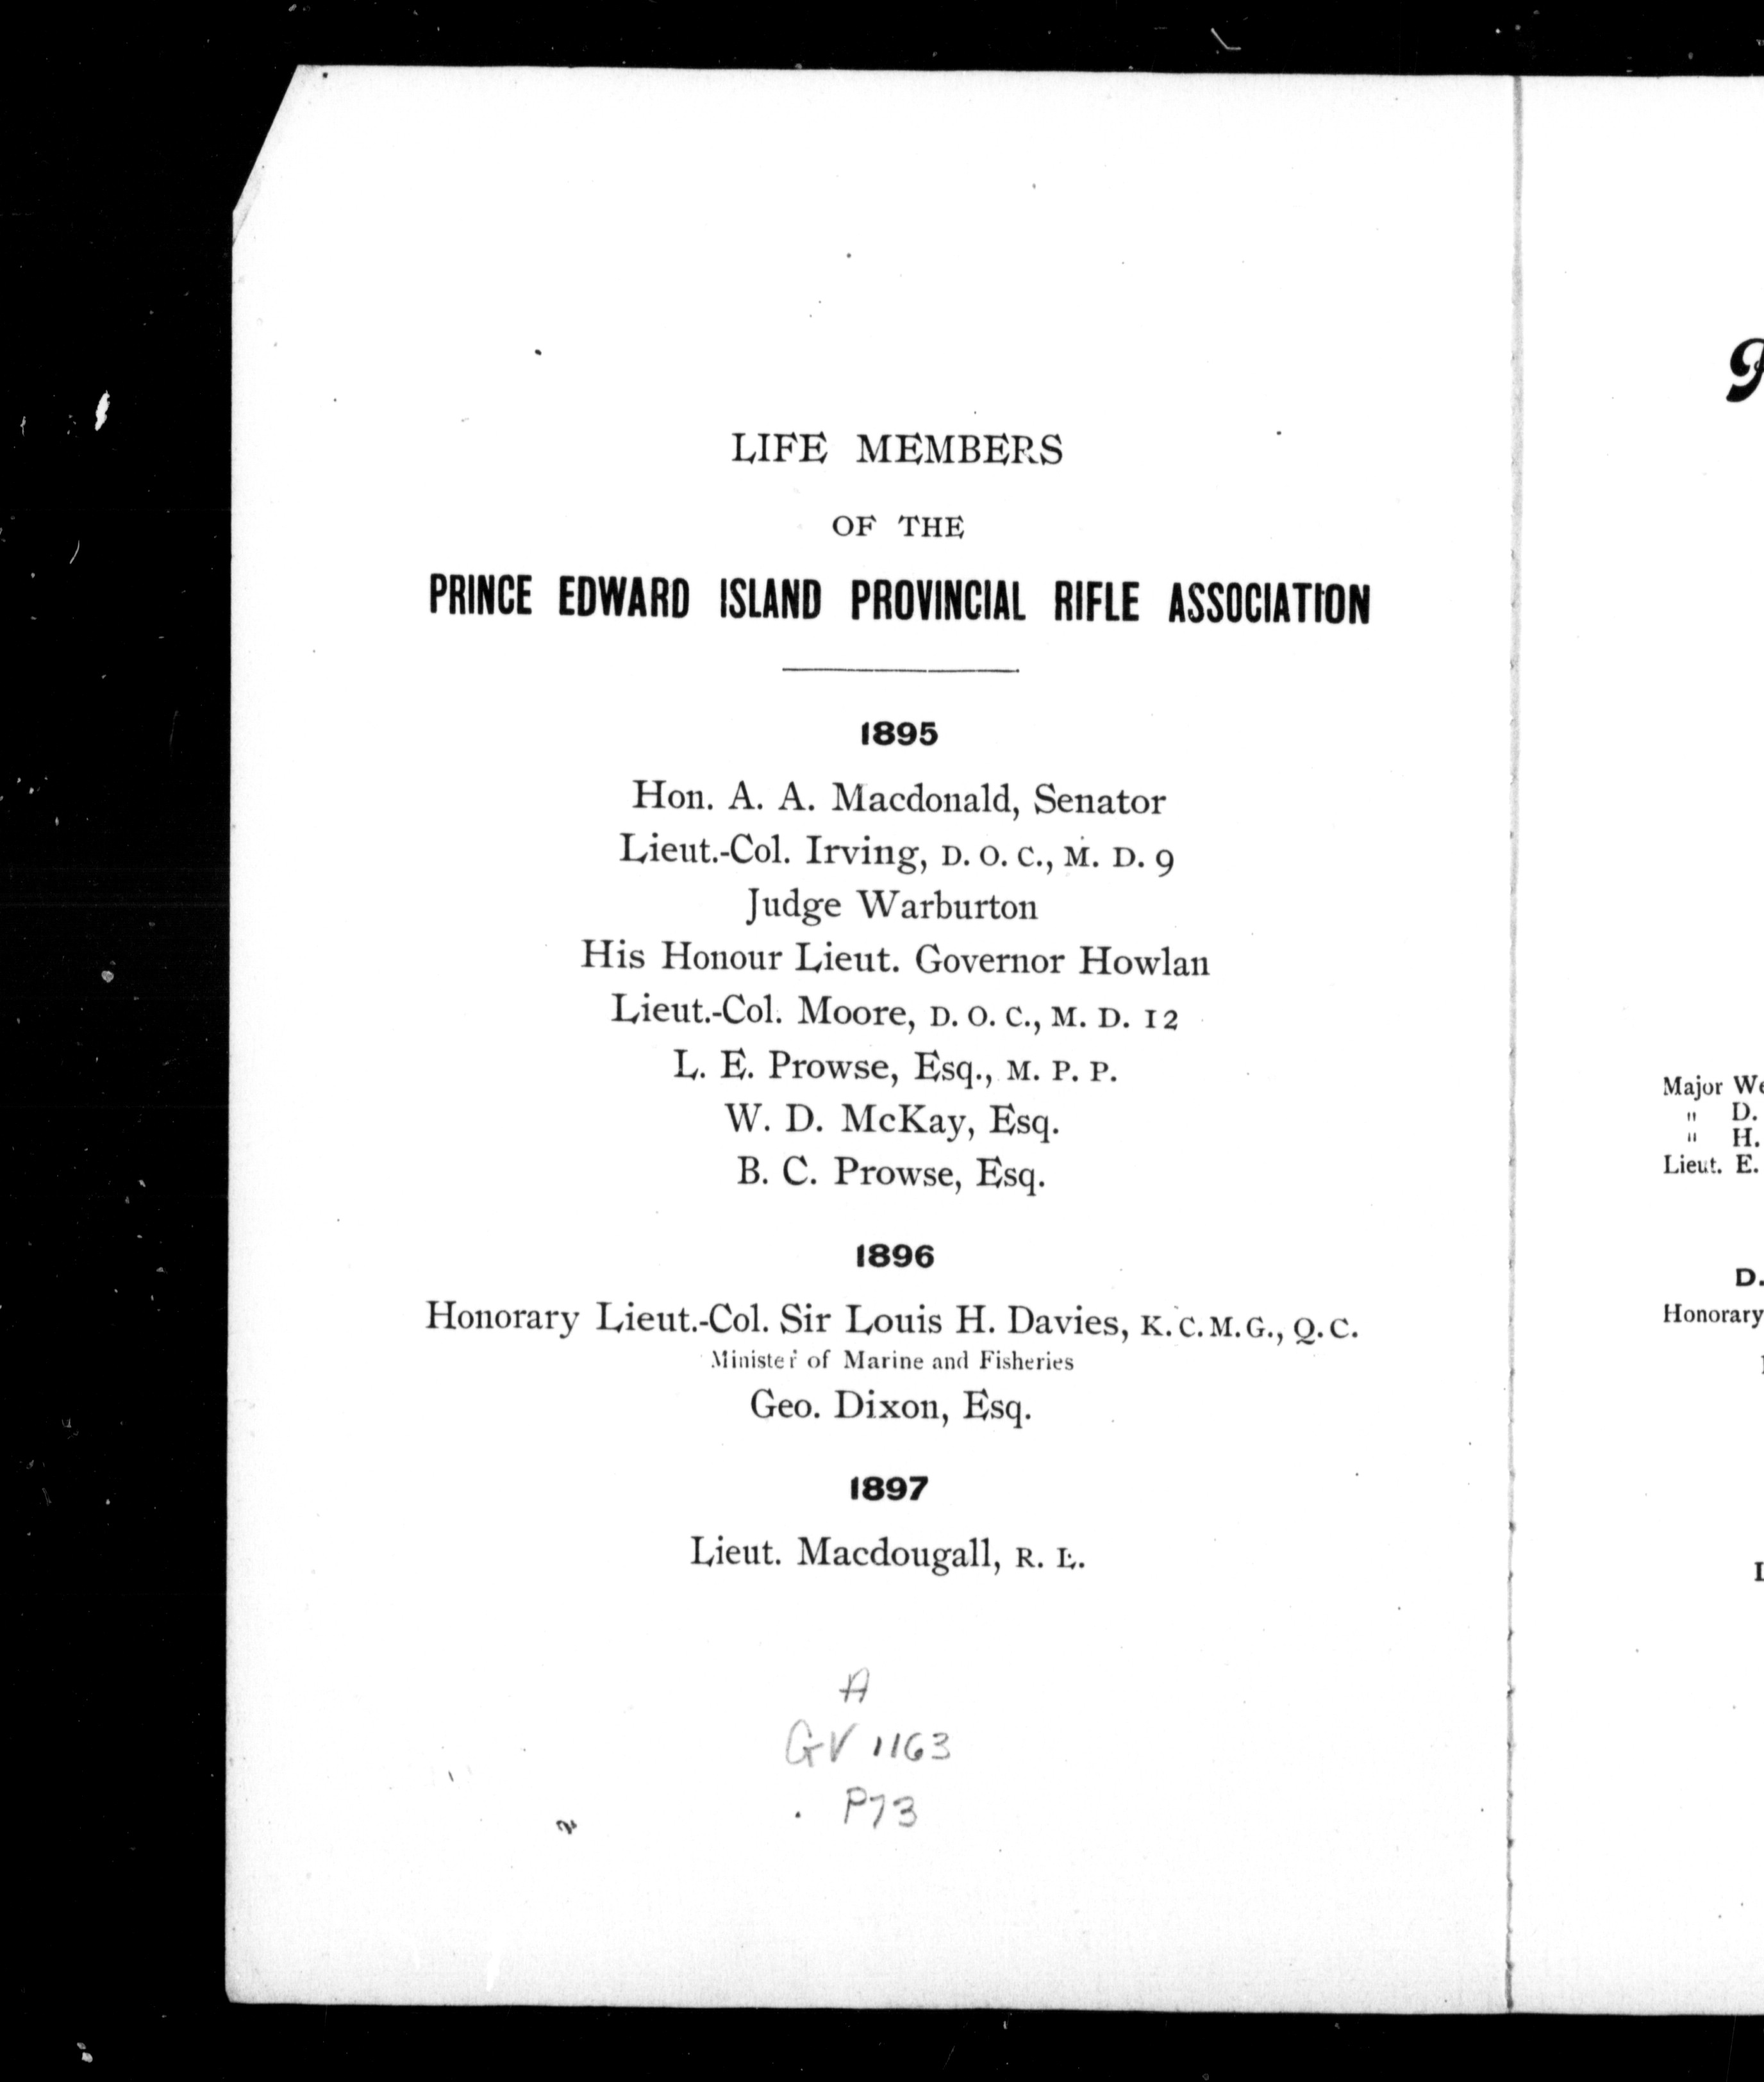 LIFE MEMBERS
OF THE
PRINCE EDWARD ISLAND PROVINCIAL RIFLE ASSOCIATION
1895
Hon. A. A. Macdonald, Senator
Lieut.-Col. Irving, D. O. C., M. D. 9
Judge Warburton
His Honour Lieut. Governor Howlan
Lieut.-Col. Moore, D. O. C., M. D. 12
L. E. Prowse, Esq., M. P. P.
W. D. McKay, Esq.
B. C. Prowse, Esq.
1896
Honorary Lieut.-Col. Sir Louis H. Davies, K.C.M.G., Q.C.
Minister of Marine and Fisheries
Geo. Dixon, Esq.
1897
Lieut. Macdougall, R. L.
A
GV 1163
. P73
Major We
" D.
" H.
Lieut. E.
D.
Honorary